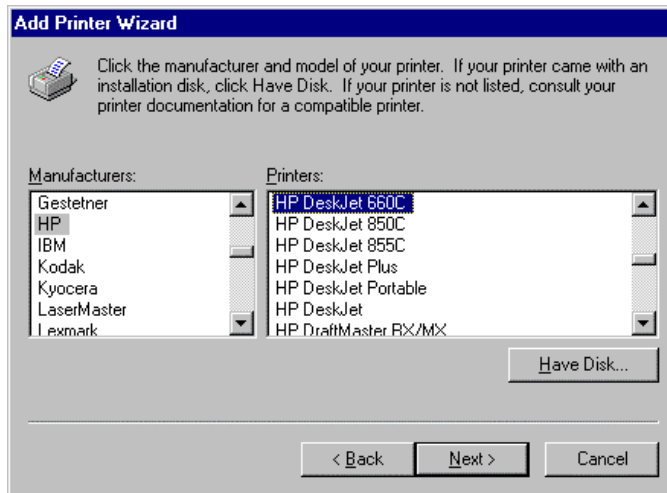 Add Printer Wizard
Click the manufacturer and model of your printer. If your printer came with an
installation disk, click Have Disk. If your printer is not listed, consult your
printer documentation for a compatible printer.
Manufacturers:
Gestetner
HP
IBM
Kodak
Kyocera
LaserMaster
Lexmark
Printers:
HP DeskJet 660C
HP DeskJet 850C
HP DeskJet 855C
HP DeskJet Plus
HP DeskJet Portable
HP DeskJet
HP DraftMaster RX/MX
Have Disk...
< Back
Next >
Cancel